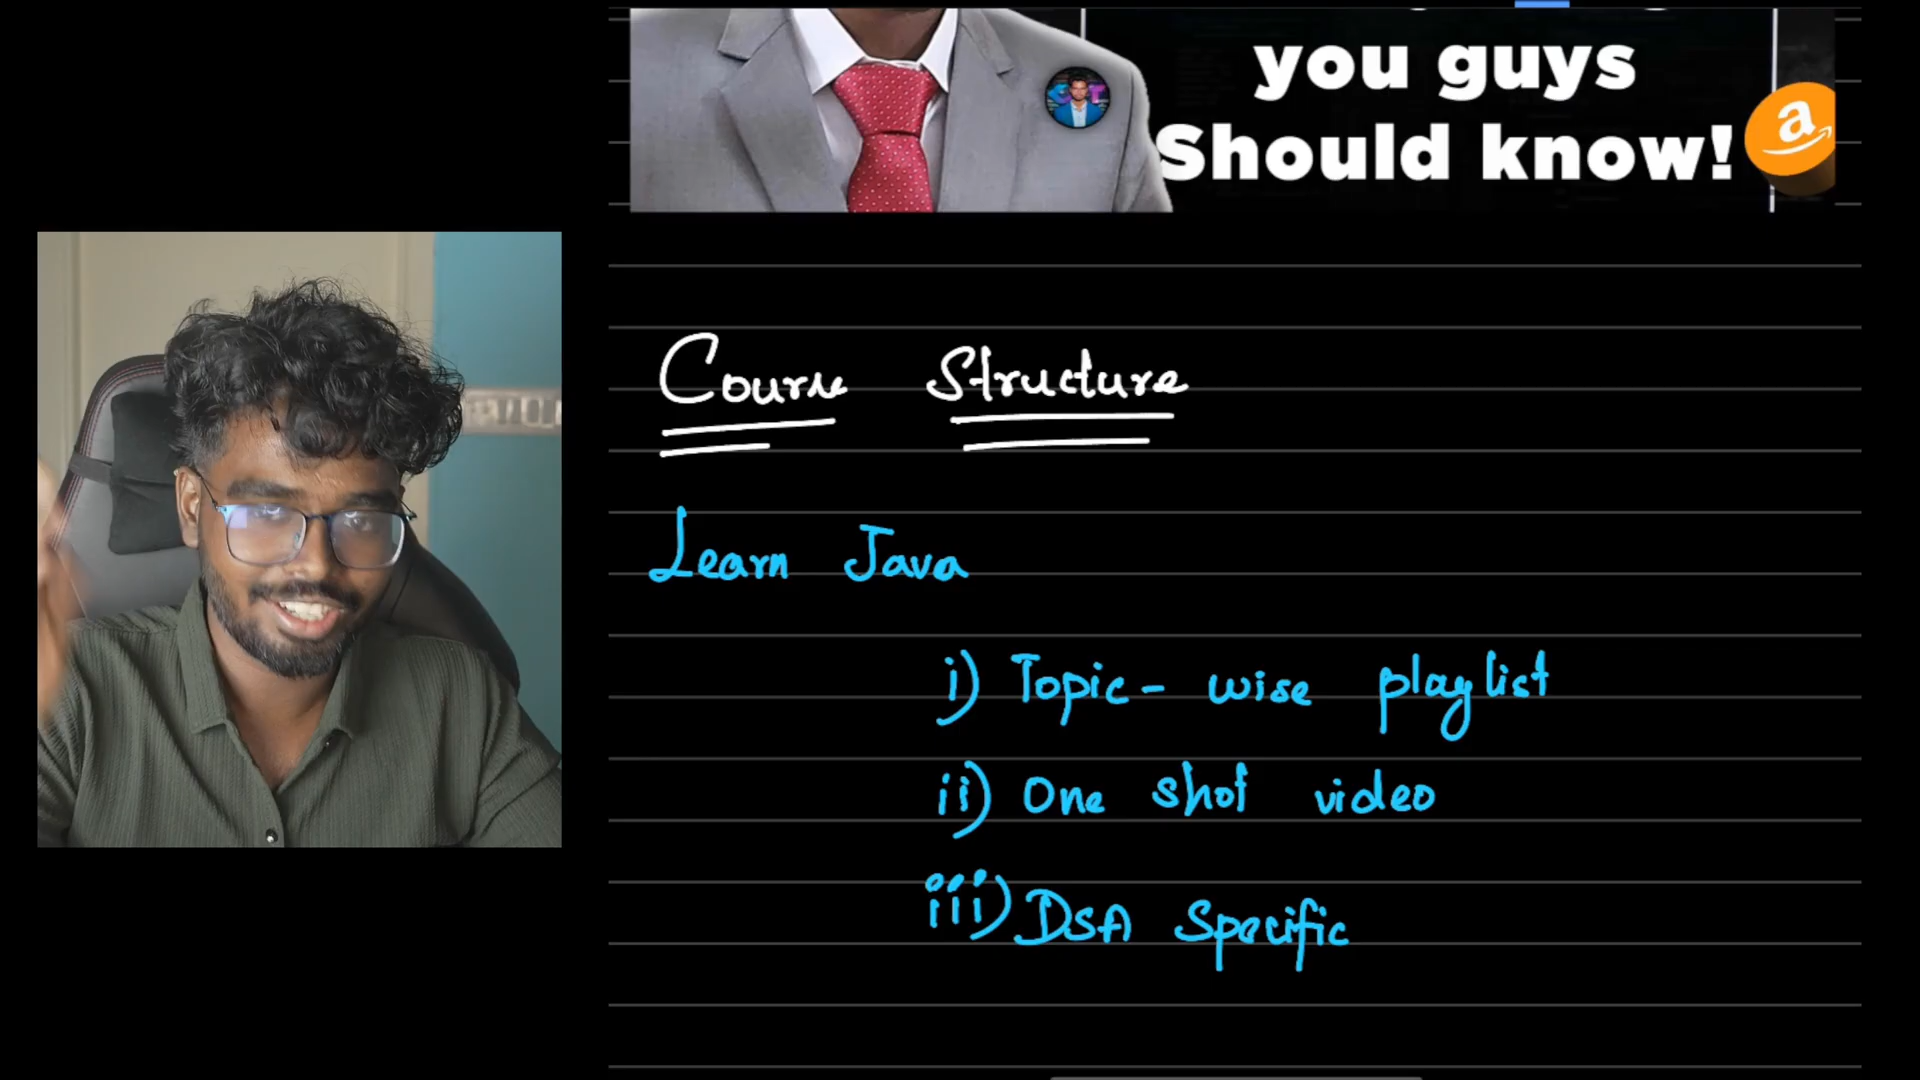 you guys
Should know!
a
Course Structure
Learn Java
i) Topic - wise playlist
ii) One shot video
iii) DSA Specific